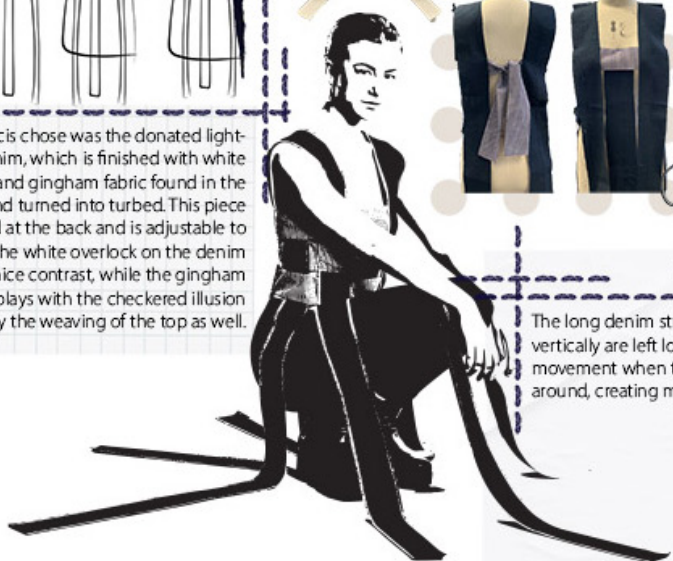 c is chose was the donated light-
im, which is finished with white
and gingham fabric found in the
nd turned into turbed. This piece
d at the back and is adjustable to
he white overlock on the denim
nice contrast, while the gingham
plays with the checkered illusion
y the weaving of the top as well.
The long denim st
vertically are left lo
movement when t
around, creating m